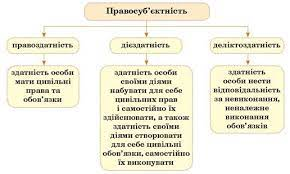 Правосуб'єктність
правоздатність
дієздатність
деліктоздатність
здатність особи
мати цивільні
права та
обов'язки
здатність особи
своїми діями
набувати для себе
цивільних прав
і самостійно їх
здійснювати, а також
здатність своїми
діями створювати
для себе цивільні
обов'язки, самостійно
їх виконувати
здатність
особи нести
відповідальність
за невиконання,
неналежне
виконання
обов'язків